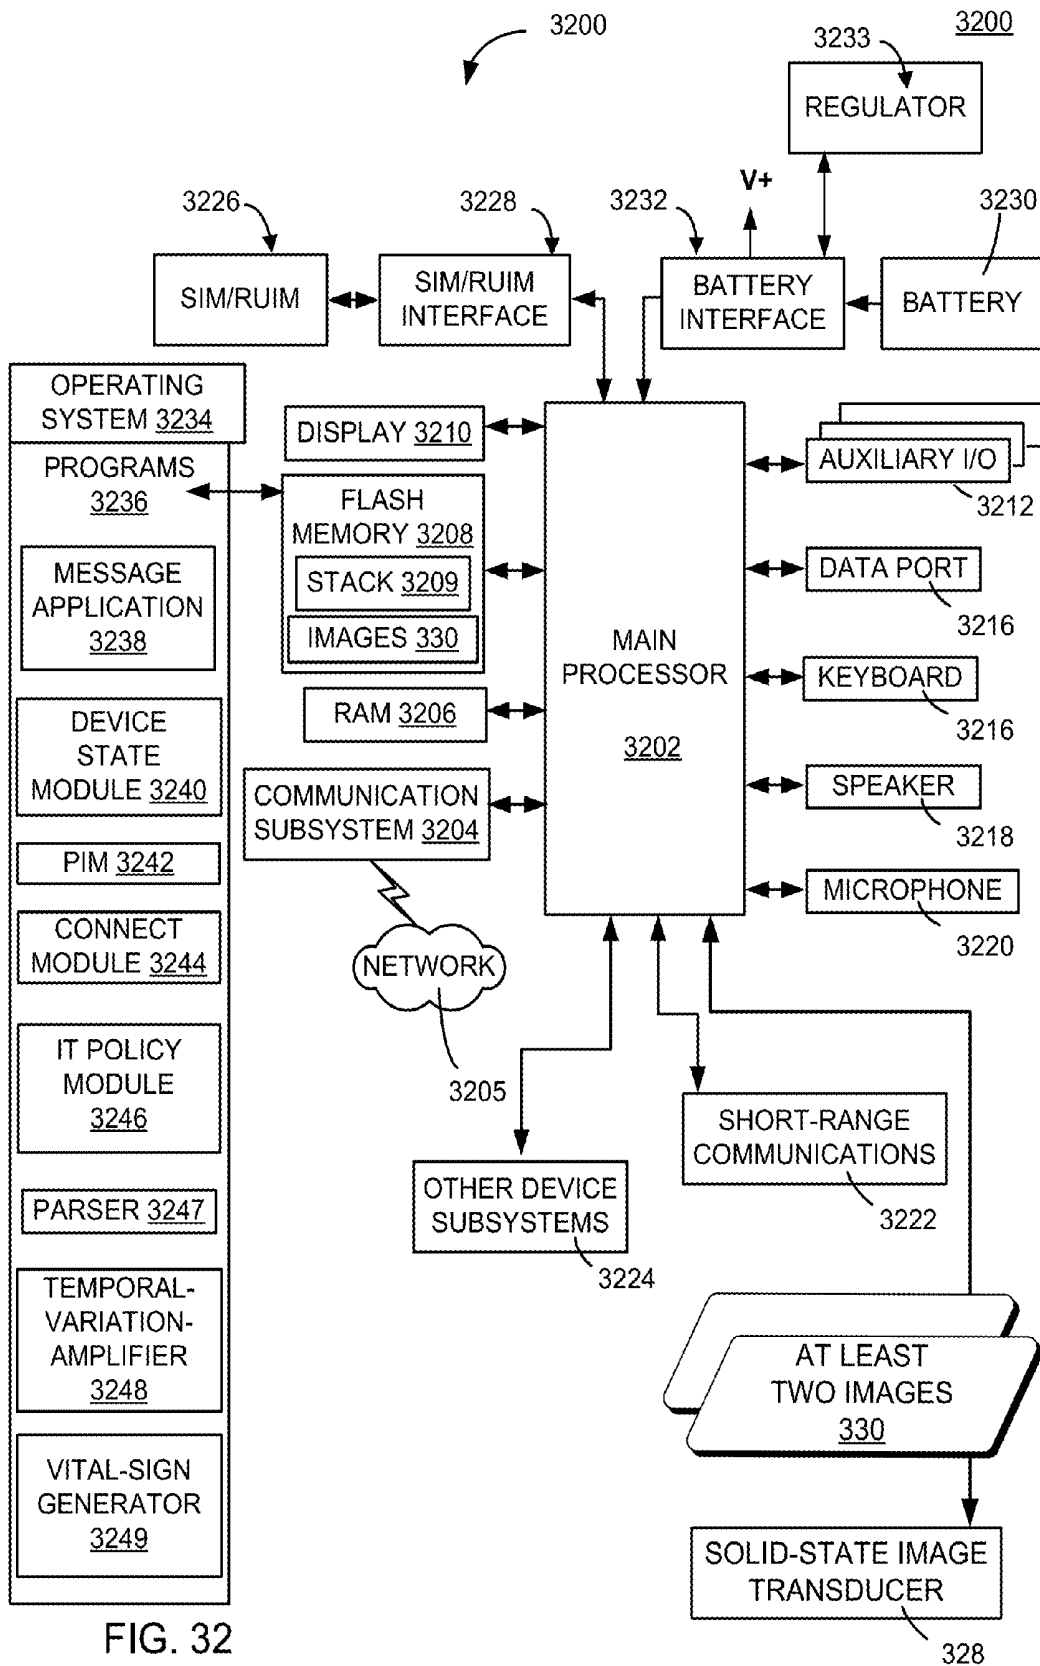 3200
3200
3233
REGULATOR
V+
3226
3228
3232
3230
SIM/RUIM
SIM/RUIM
INTERFACE
BATTERY
INTERFACE
BATTERY
OPERATING
SYSTEM 3234
PROGRAMS
3236
MESSAGE
APPLICATION
3238
DEVICE
STATE
MODULE 3240
PIM 3242
CONNECT
MODULE 3244
IT POLICY
MODULE
3246
PARSER 3247
TEMPORAL-
VARIATION-
AMPLIFIER
3248
VITAL-SIGN
GENERATOR
3249
DISPLAY 3210
FLASH
MEMORY 3208
STACK 3209
IMAGES 330
RAM 3206
COMMUNICATION
SUBSYSTEM 3204
NETWORK
3205
MAIN
PROCESSOR
3202
AUXILIARY I/O
3212
DATA PORT
3216
KEYBOARD
3216
SPEAKER
3218
MICROPHONE
3220
SHORT-RANGE
COMMUNICATIONS
3222
OTHER DEVICE
SUBSYSTEMS
3224
AT LEAST
TWO IMAGES
330
SOLID-STATE IMAGE
TRANSDUCER
328
FIG. 32